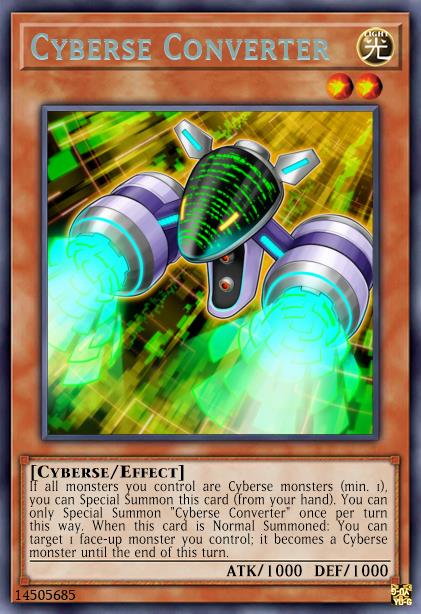 CYBERSE CONVERTER
LIGHT
光
[CYBERSE/EFFECT]
If all monsters you control are Cyberse monsters (min. 1),
you can Special Summon this card (from your hand). You can
only Special Summon "Cyberse Converter" once per turn
this way. When this card is Normal Summoned: You can
target 1 face-up monster you control; it becomes a Cyberse
monster until the end of this turn.
ATK/1000 DEF/1000
14505685